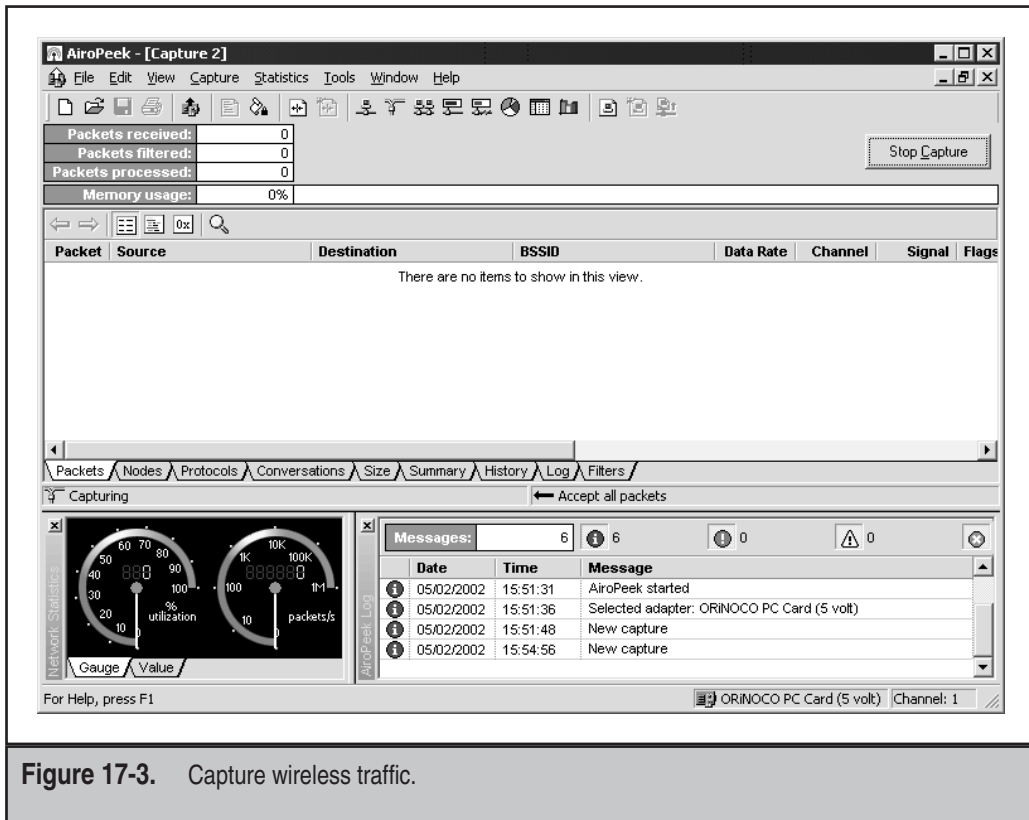 AiroPeek - [Capture 2]
File Edit View Capture Statistics Tools Window Help
Packets received: 0
Packets filtered: 0
Packets processed: 0
Memory usage: 0%
Stop Capture
0x
Packet Source Destination BSSID Data Rate Channel Signal Flags
There are no items to show in this view.
Packets Nodes Protocols Conversations Size Summary History Log Filters
Capturing Accept all packets
Network Statistics
0 10 20 30 40 50 60 70 80 90 100
0
% utilization
0 10 100 1K 10K 100K 1M
0
packets/s
Gauge Value
AiroPeek Log
Messages: 6 6 0 0
Date Time Message
05/02/2002 15:51:31 AiroPeek started
05/02/2002 15:51:36 Selected adapter: ORiNOCO PC Card (5 volt)
05/02/2002 15:51:48 New capture
05/02/2002 15:54:56 New capture
For Help, press F1 ORiNOCO PC Card (5 volt) Channel: 1
Figure 17-3. Capture wireless traffic.